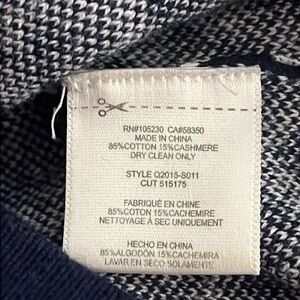 RN#105230 CA#58350
MADE IN CHINA
85%COTTON 15%CASHMERE
DRY CLEAN ONLY
STYLE Q2015-S011
CUT 515175
FABRIQUÉ EN CHINE
85%COTON 15%CACHEMIRE
NETTOYAGE À SEC UNIQUEMENT
HECHO EN CHINA
85%ALGODÓN 15%CACHEMIRA
LAVAR EN SECO SOLAMENTE